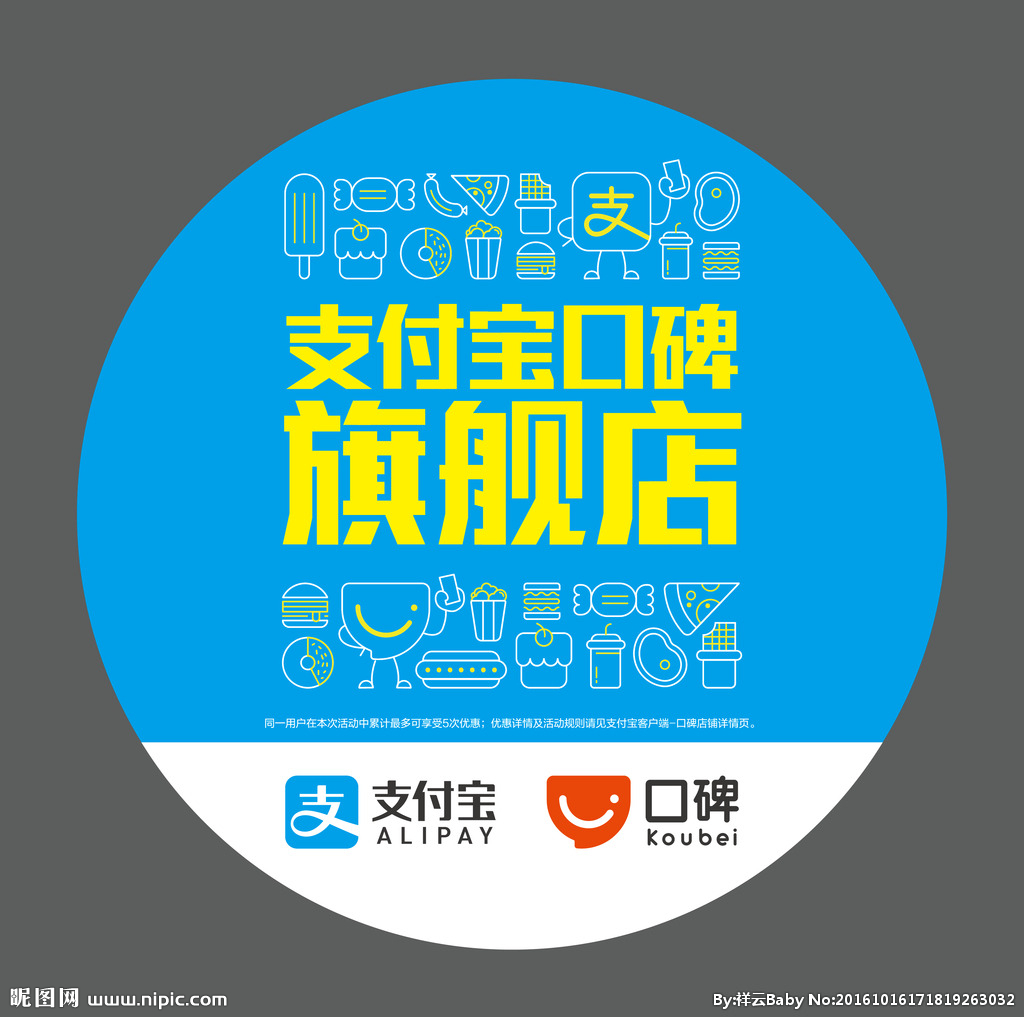 支
支付宝口碑
旗舰店
同一用户在本次活动中累计最多可享受5次优惠；优惠详情及活动规则请见支付宝客户端-口碑店铺详情页。
支 支付宝 口碑
ALIPAY Koubei
昵图网 www.nipic.com By:祥云Baby No:20161016171819263032